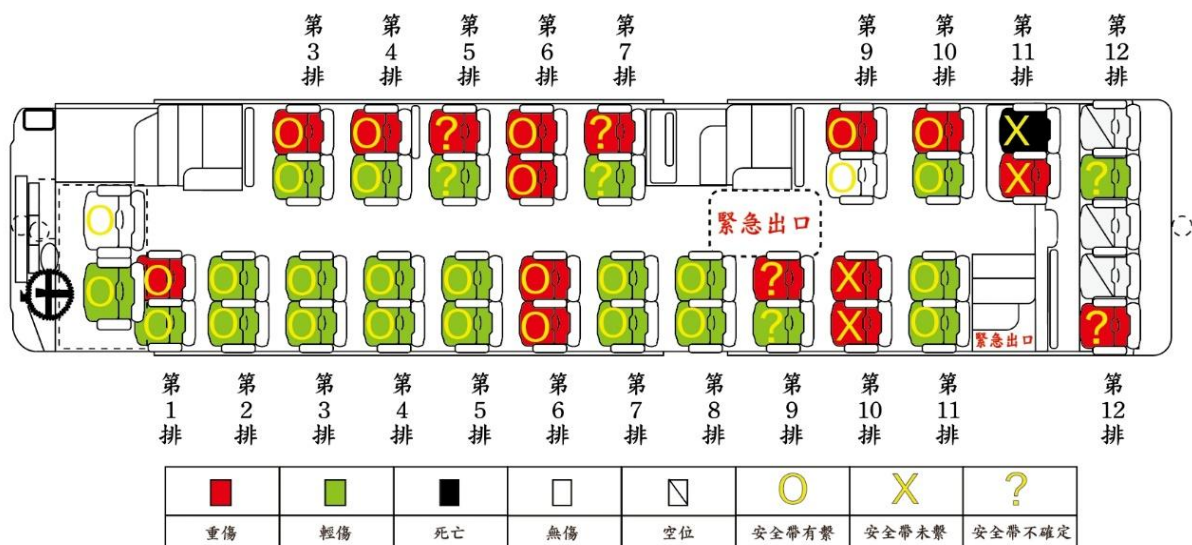 第3排
第4排
第5排
第6排
第7排
第9排
第10排
第11排
第12排
O O ? O ? O O X
O O ? O ? O O X ?
O
緊急出口
O O O O O O O O ? X O
O O O O O O O O ? X O ?
O
緊急出口
第1排
第2排
第3排
第4排
第5排
第6排
第7排
第8排
第9排
第10排
第11排
第12排
O X ?
重傷 輕傷 死亡 無傷 空位 安全帶有繫 安全帶未繫 安全帶不確定